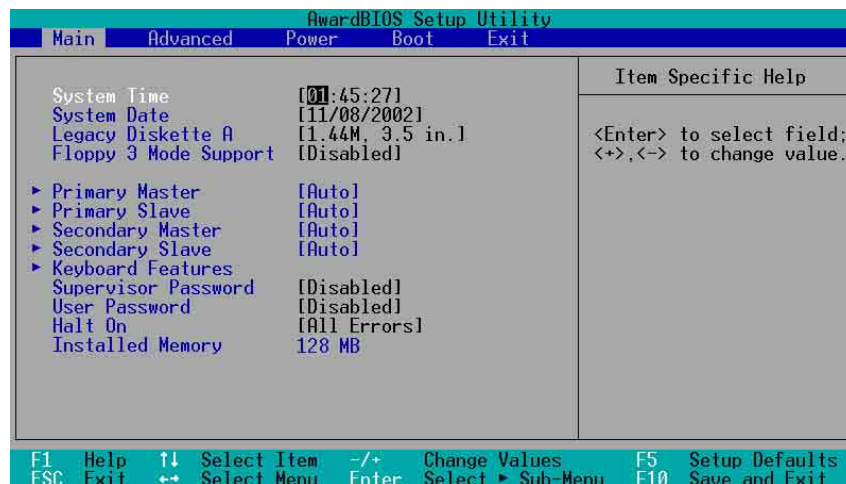 AwardBIOS Setup Utility
Main Advanced Power Boot Exit
Item Specific Help
System Time [01:45:27]
System Date [11/08/2002]
Legacy Diskette A [1.44M, 3.5 in.]
Floppy 3 Mode Support [Disabled]
<Enter> to select field;
<+>,<-> to change value.
▸ Primary Master [Auto]
▸ Primary Slave [Auto]
▸ Secondary Master [Auto]
▸ Secondary Slave [Auto]
▸ Keyboard Features
Supervisor Password [Disabled]
User Password [Disabled]
Halt On [All Errors]
Installed Memory 128 MB
F1 Help ↑↓ Select Item -/+ Change Values F5 Setup Defaults
ESC Exit ←→ Select Menu Enter Select ▸ Sub-Menu F10 Save and Exit